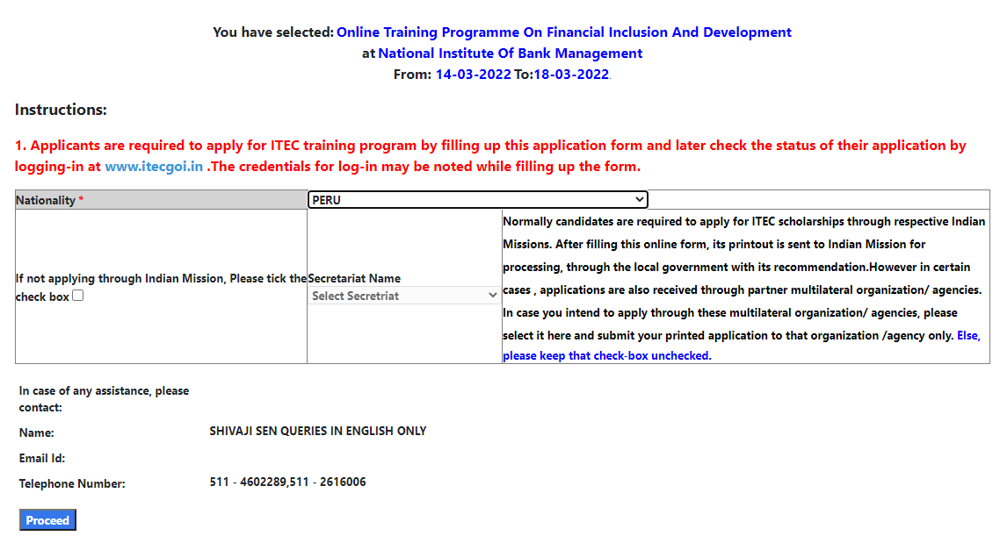 You have selected: Online Training Programme On Financial Inclusion And Development
at National Institute Of Bank Management
From: 14-03-2022 To:18-03-2022.
Instructions:
1. Applicants are required to apply for ITEC training program by filling up this application form and later check the status of their application by
logging-in at www.itecgoi.in .The credentials for log-in may be noted while filling up the form.
Nationality * PERU
If not applying through Indian Mission, Please tick the
check box
Secretariat Name
Select Secretriat
Normally candidates are required to apply for ITEC scholarships through respective Indian
Missions. After filling this online form, its printout is sent to Indian Mission for
processing, through the local government with its recommendation.However in certain
cases , applications are also received through partner multilateral organization/ agencies.
In case you intend to apply through these multilateral organization/ agencies, please
select it here and submit your printed application to that organization /agency only. Else,
please keep that check-box unchecked.
In case of any assistance, please
contact:
Name: SHIVAJI SEN QUERIES IN ENGLISH ONLY
Email Id:
Telephone Number: 511 - 4602289,511 - 2616006
Proceed